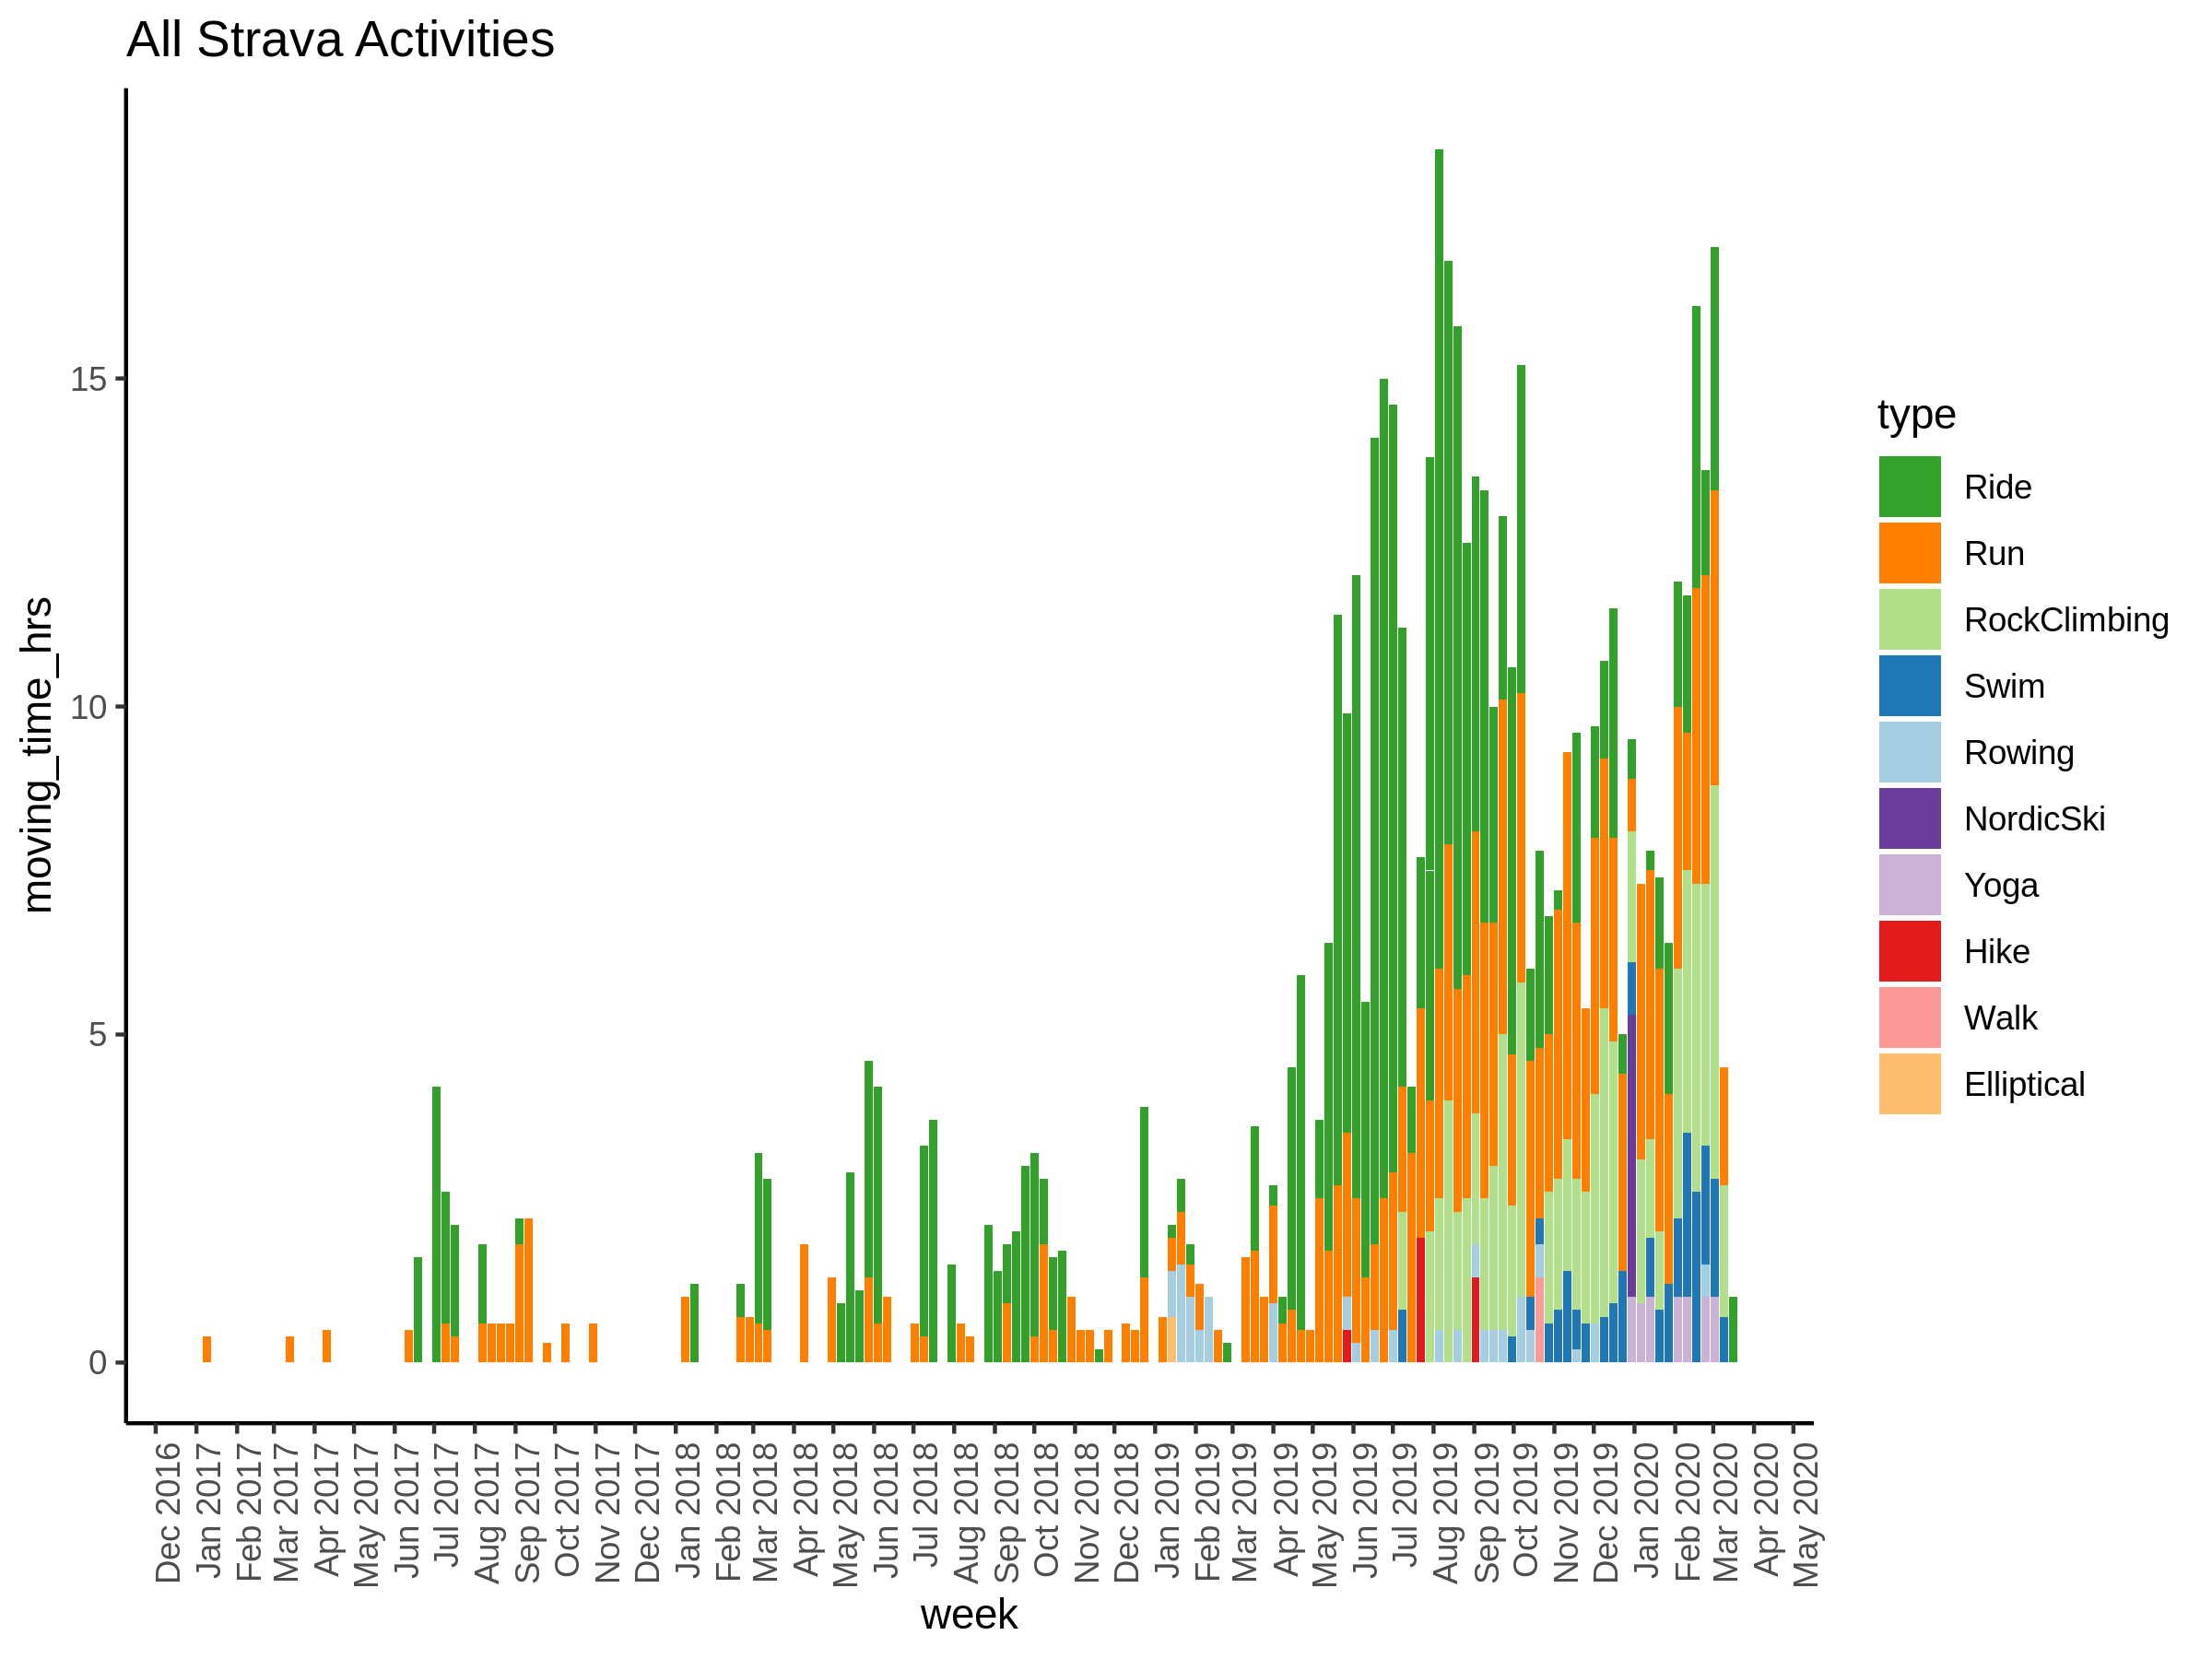 All Strava Activities
moving_time_hrs
15
10
5
0
Dec 2016
Jan 2017
Feb 2017
Mar 2017
Apr 2017
May 2017
Jun 2017
Jul 2017
Aug 2017
Sep 2017
Oct 2017
Nov 2017
Dec 2017
Jan 2018
Feb 2018
Mar 2018
Apr 2018
May 2018
Jun 2018
Jul 2018
Aug 2018
Sep 2018
Oct 2018
Nov 2018
Dec 2018
Jan 2019
Feb 2019
Mar 2019
Apr 2019
May 2019
Jun 2019
Jul 2019
Aug 2019
Sep 2019
Oct 2019
Nov 2019
Dec 2019
Jan 2020
Feb 2020
Mar 2020
Apr 2020
May 2020
week
type
Ride
Run
RockClimbing
Swim
Rowing
NordicSki
Yoga
Hike
Walk
Elliptical